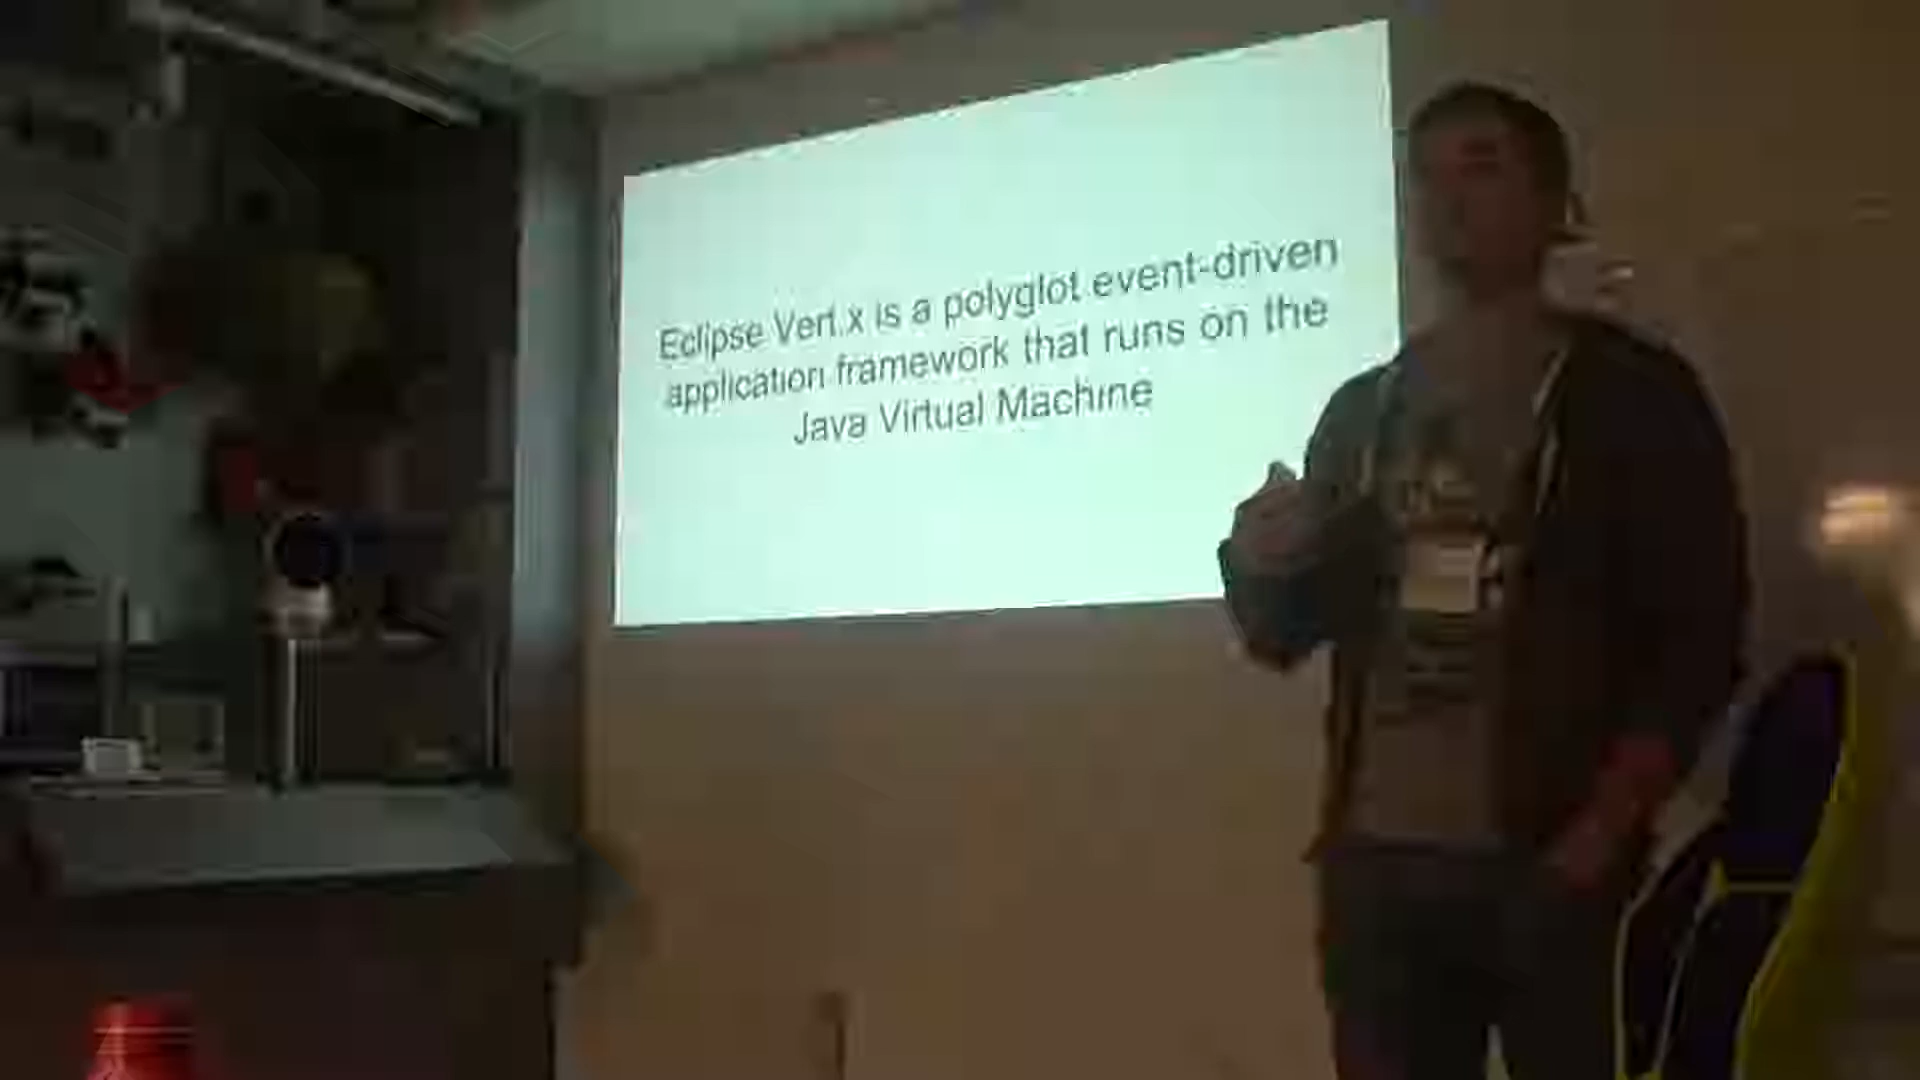 Eclipse Vert.x is a polyglot event-driven
application framework that runs on the
Java Virtual Machine